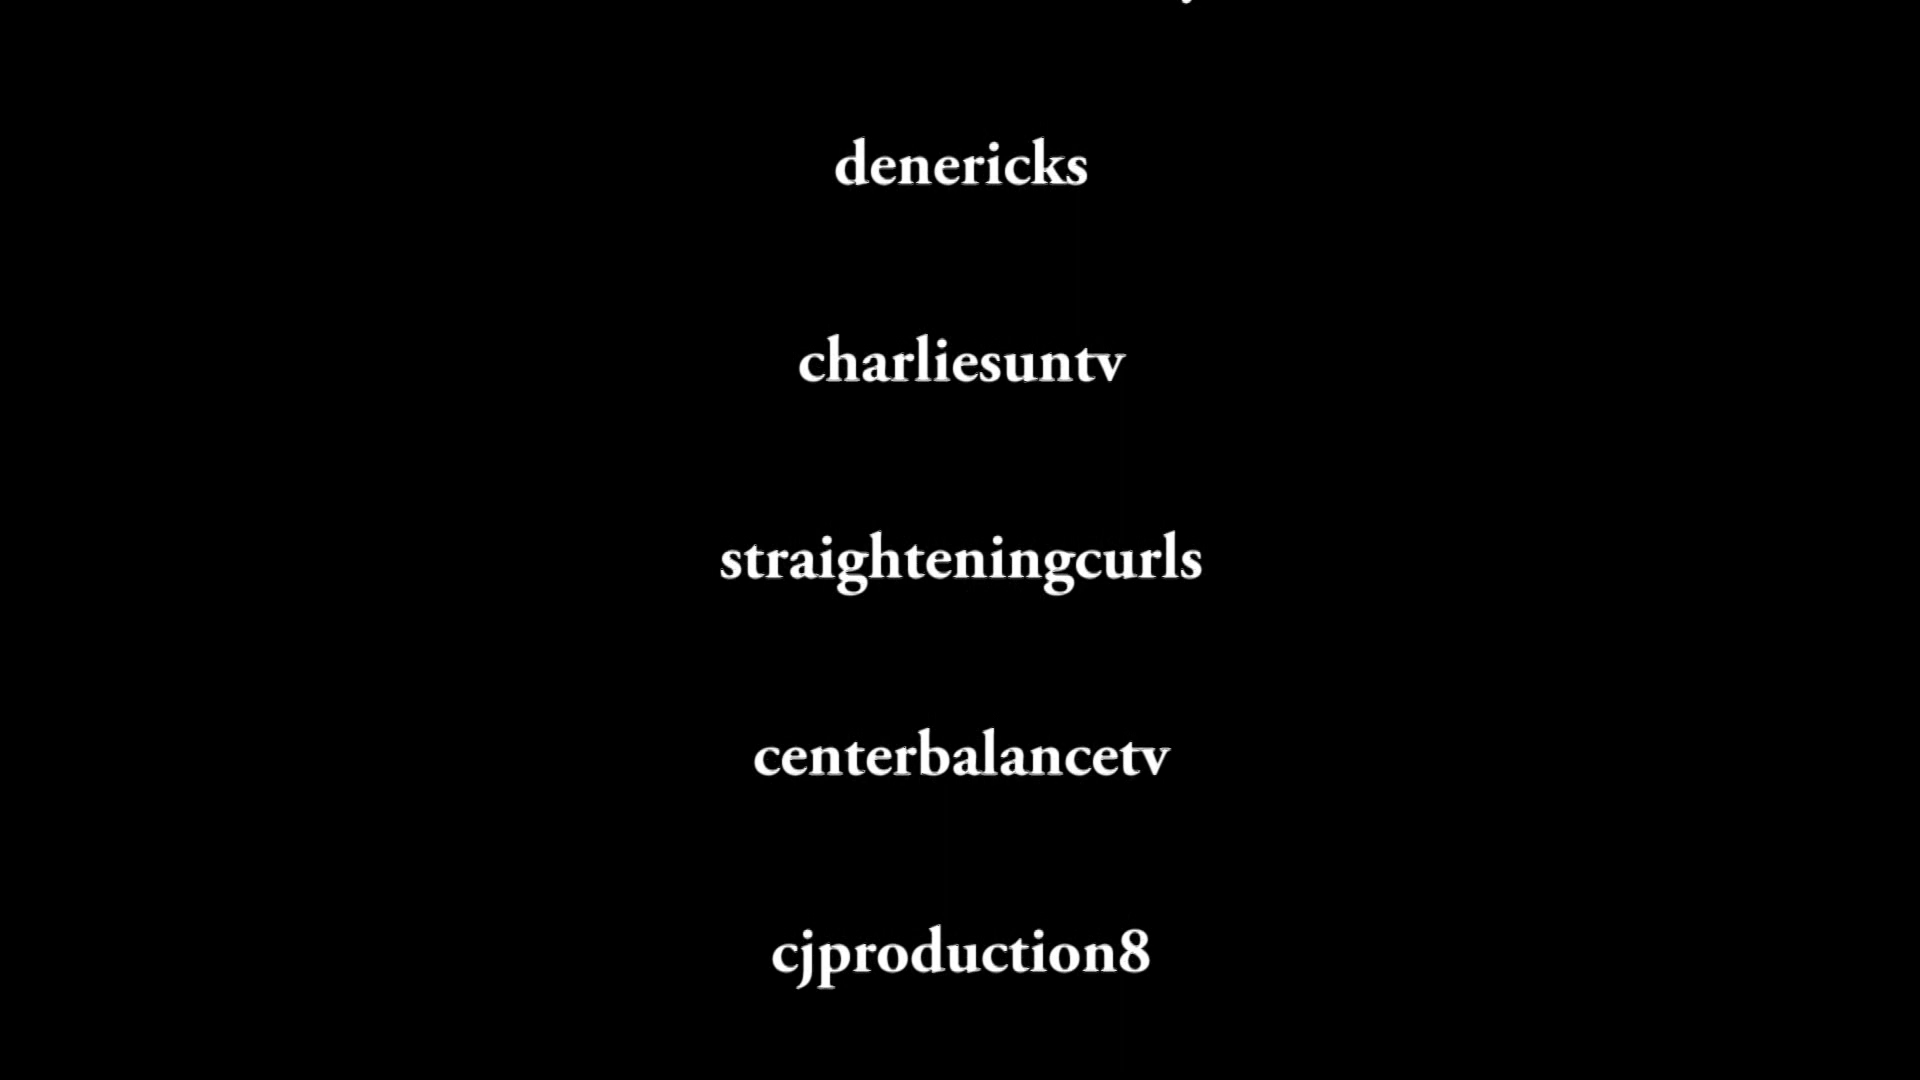 denericks
charliesuntv
straighteningcurls
centerbalancetv
cjproduction8